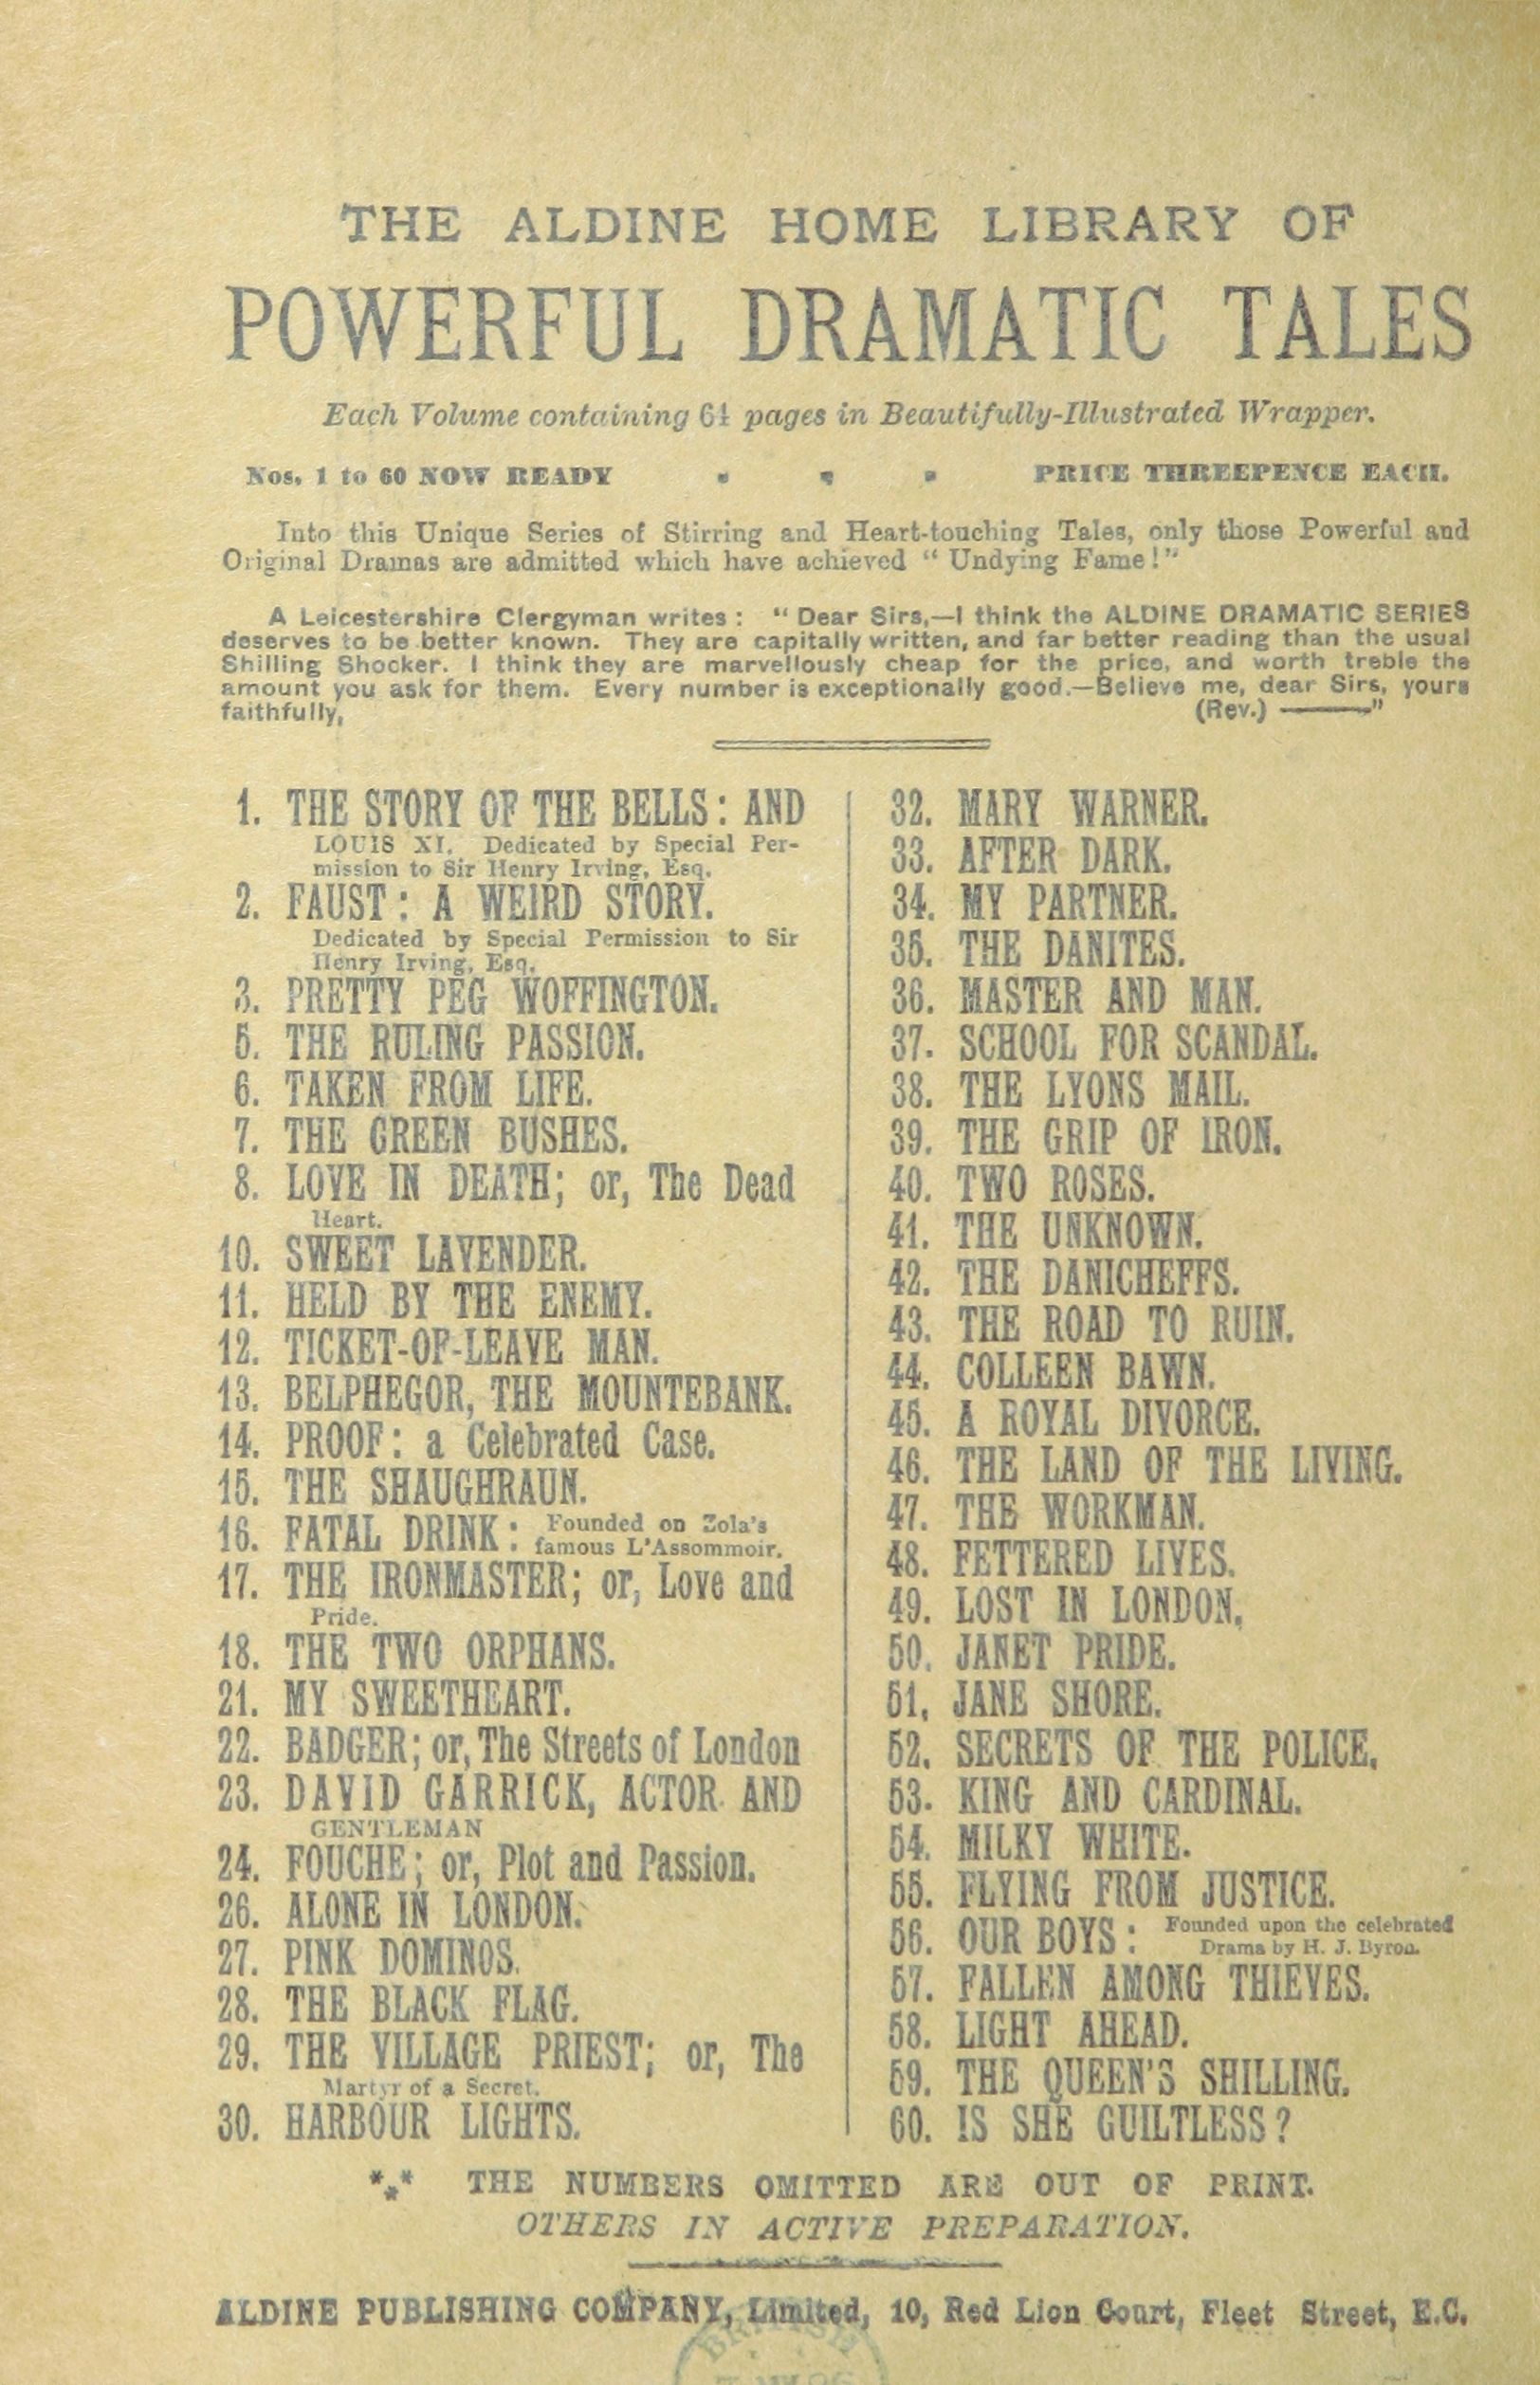 THE ALDINE HOME LIBRARY OF
POWERFUL DRAMATIC TALES
Each Volume containing 64 pages in Beautifully-Illustrated Wrapper.
Nos. 1 to 60 NOW READY . . . PRICE THREEPENCE EACH.
Into this Unique Series of Stirring and Heart-touching Tales, only those Powerful and
Original Dramas are admitted which have achieved "Undying Fame!"
A Leicestershire Clergyman writes: "Dear Sirs,—I think the ALDINE DRAMATIC SERIES
deserves to be better known. They are capitally written, and far better reading than the usual
Shilling Shocker. I think they are marvellously cheap for the price, and worth treble the
amount you ask for them. Every number is exceptionally good.—Believe me, dear Sirs, yours
faithfully, (Rev.) ———"
1. THE STORY OF THE BELLS: AND
LOUIS XI. Dedicated by Special Per-
mission to Sir Henry Irving, Esq.
2. FAUST: A WEIRD STORY.
Dedicated by Special Permission to Sir
Henry Irving, Esq.
3. PRETTY PEG WOFFINGTON.
5. THE RULING PASSION.
6. TAKEN FROM LIFE.
7. THE GREEN BUSHES.
8. LOVE IN DEATH; or, The Dead
Heart.
10. SWEET LAVENDER.
11. HELD BY THE ENEMY.
12. TICKET-OF-LEAVE MAN.
13. BELPHEGOR, THE MOUNTEBANK.
14. PROOF: a Celebrated Case.
15. THE SHAUGHRAUN.
16. FATAL DRINK: Founded on Zola's
famous L'Assommoir.
17. THE IRONMASTER; or, Love and
Pride.
18. THE TWO ORPHANS.
21. MY SWEETHEART.
22. BADGER; or, The Streets of London
23. DAVID GARRICK, ACTOR AND
GENTLEMAN
24. FOUCHE; or, Plot and Passion.
26. ALONE IN LONDON.
27. PINK DOMINOS.
28. THE BLACK FLAG.
29. THE VILLAGE PRIEST; or, The
Martyr of a Secret.
30. HARBOUR LIGHTS.
32. MARY WARNER.
33. AFTER DARK.
34. MY PARTNER.
35. THE DANITES.
36. MASTER AND MAN.
37. SCHOOL FOR SCANDAL.
38. THE LYONS MAIL.
39. THE GRIP OF IRON.
40. TWO ROSES.
41. THE UNKNOWN.
42. THE DANICHEFFS.
43. THE ROAD TO RUIN.
44. COLLEEN BAWN.
45. A ROYAL DIVORCE.
46. THE LAND OF THE LIVING.
47. THE WORKMAN.
48. FETTERED LIVES.
49. LOST IN LONDON.
50. JANET PRIDE.
51. JANE SHORE.
52. SECRETS OF THE POLICE.
53. KING AND CARDINAL.
54. MILKY WHITE.
55. FLYING FROM JUSTICE.
56. OUR BOYS: Founded upon the celebrated
Drama by H. J. Byron.
57. FALLEN AMONG THIEVES.
58. LIGHT AHEAD.
59. THE QUEEN'S SHILLING.
60. IS SHE GUILTLESS?
*** THE NUMBERS OMITTED ARE OUT OF PRINT.
OTHERS IN ACTIVE PREPARATION.
ALDINE PUBLISHING COMPANY, Limited, 10, Red Lion Court, Fleet Street, E.C.
BRITISH